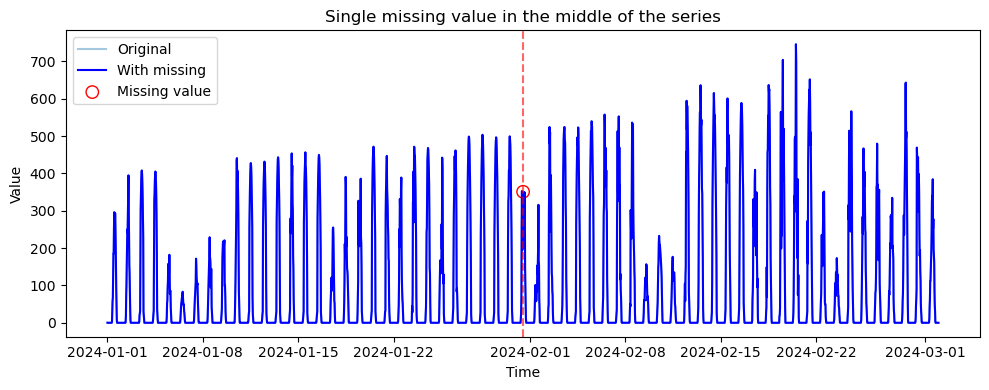 Single missing value in the middle of the series
Original
With missing
Missing value
Value
700
600
500
400
300
200
100
0
2024-01-01 2024-01-08 2024-01-15 2024-01-22 2024-02-01 2024-02-08 2024-02-15 2024-02-22 2024-03-01
Time